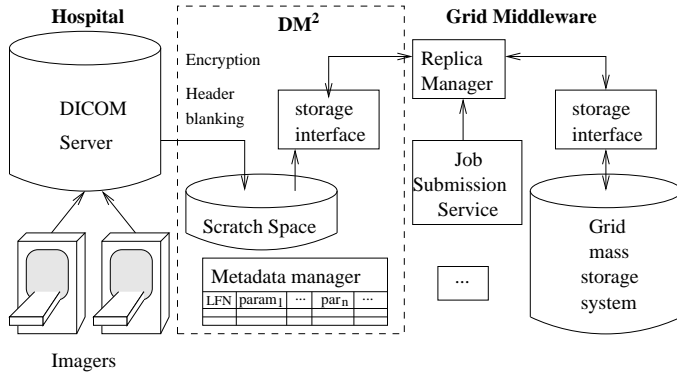 Hospital
DM²
Grid Middleware
Encryption
Header
blanking
DICOM
Server
storage
interface
Replica
Manager
storage
interface
Job
Submission
Service
Scratch Space
Grid
mass
storage
system
Metadata manager
LFN param₁ ... parₙ ...
...
Imagers